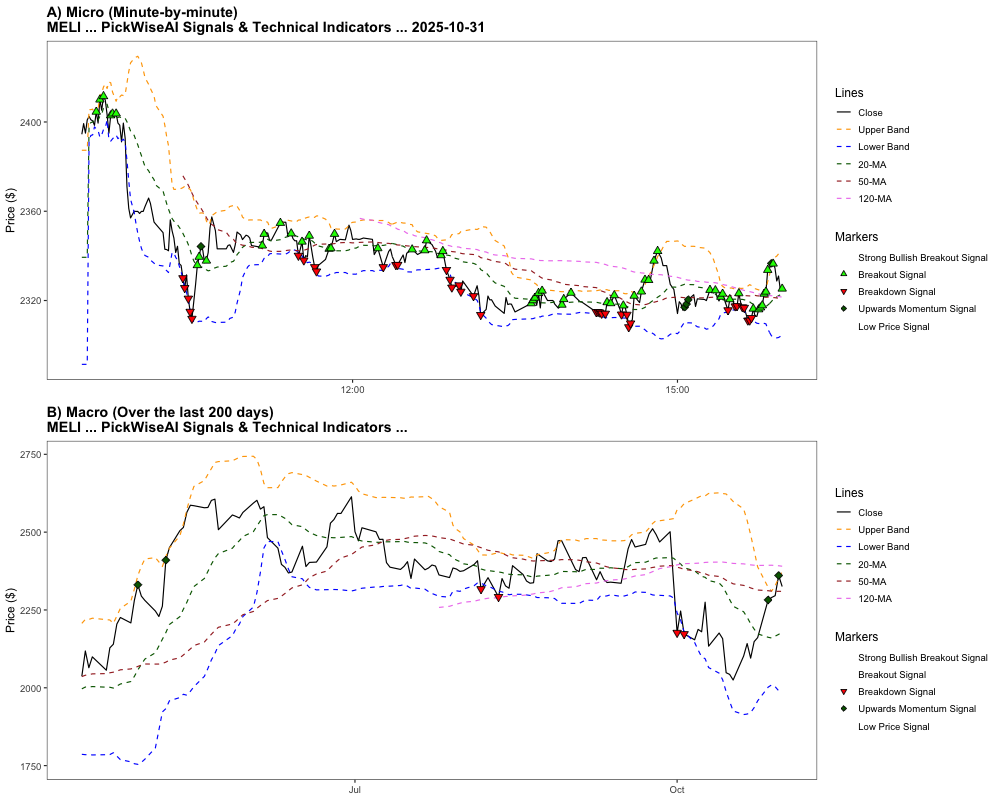 A) Micro (Minute-by-minute)
MELI ... PickWiseAI Signals & Technical Indicators ... 2025-10-31
Price ($)
2400
2360
2320
12:00
15:00
Lines
Close
Upper Band
Lower Band
20-MA
50-MA
120-MA
Markers
Strong Bullish Breakout Signal
Breakout Signal
Breakdown Signal
Upwards Momentum Signal
Low Price Signal
B) Macro (Over the last 200 days)
MELI ... PickWiseAI Signals & Technical Indicators ...
Price ($)
2750
2500
2250
2000
1750
Jul
Oct
Lines
Close
Upper Band
Lower Band
20-MA
50-MA
120-MA
Markers
Strong Bullish Breakout Signal
Breakout Signal
Breakdown Signal
Upwards Momentum Signal
Low Price Signal